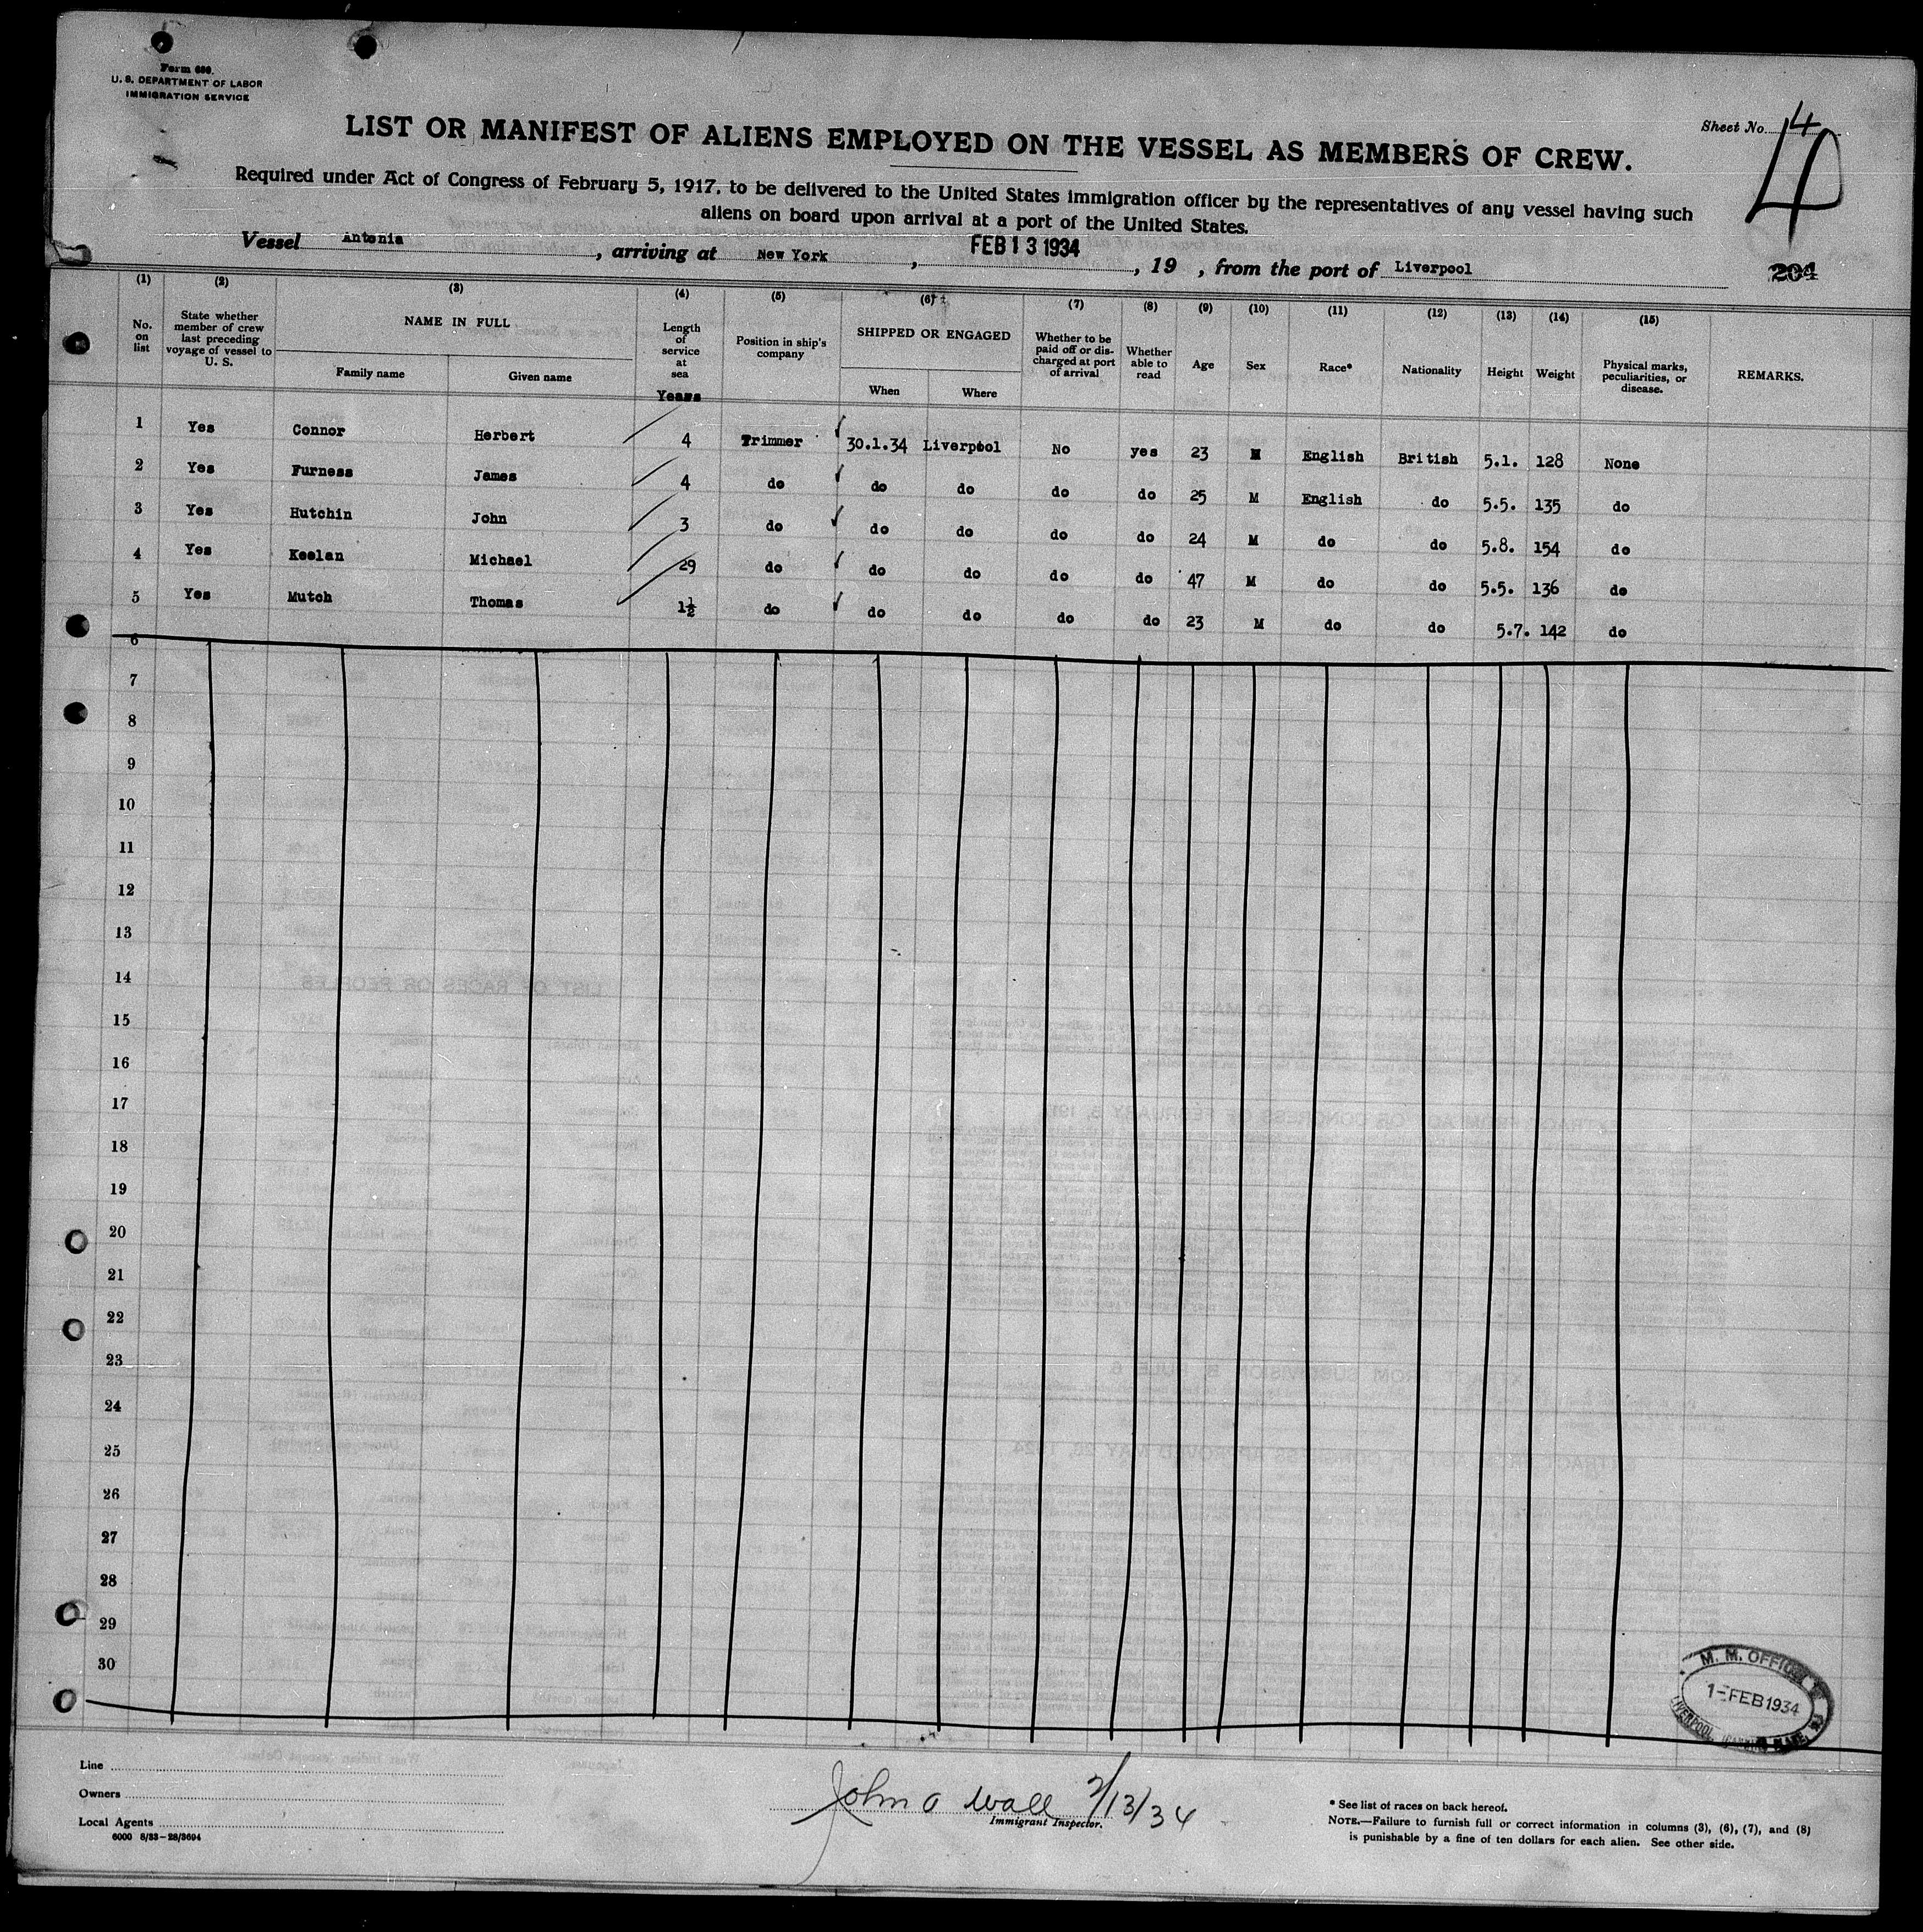 Form 680.
U. S. DEPARTMENT OF LABOR
IMMIGRATION SERVICE
Sheet No. 4
4
LIST OR MANIFEST OF ALIENS EMPLOYED ON THE VESSEL AS MEMBERS OF CREW.
Required under Act of Congress of February 5, 1917, to be delivered to the United States immigration officer by the representatives of any vessel having such
aliens on board upon arrival at a port of the United States.
Vessel Antonia, arriving at New York, FEB 13 1934, 19 , from the port of Liverpool
204
(1) (2) (3) (4) (5) (6) (7) (8) (9) (10) (11) (12) (13) (14) (15)
No. on list State whether member of crew last preceding voyage of vessel to U. S. NAME IN FULL Family name Given name Length of service at sea Years Position in ship's company SHIPPED OR ENGAGED When Where Whether to be paid off or discharged at port of arrival Whether able to read Age Sex Race* Nationality Height Weight Physical marks, peculiarities, or disease. REMARKS.
1 Yes Connor Herbert 4 Trimmer 30.1.34 Liverpool No yes 23 M English British 5.1. 128 None
2 Yes Furness James 4 do do do do do 25 M English do 5.5. 135 do
3 Yes Hutchin John 3 do do do do do 24 M do do 5.8. 154 do
4 Yes Keelan Michael 29 do do do do do 47 M do do 5.5. 136 do
5 Yes Mutch Thomas 1½ do do do do do 23 M do do 5.7. 142 do
6
7
8
9
10
11
12
13
14
15
16
17
18
19
20
21
22
23
24
25
26
27
28
29
30
M. M. OFFICE
1-FEB 1934
LIVERPOOL
Line
Owners
Local Agents
6000 8/33-28/3694
John O Wall 2/13/34
Immigrant Inspector.
* See list of races on back hereof.
NOTE.—Failure to furnish full or correct information in columns (3), (6), (7), and (8)
is punishable by a fine of ten dollars for each alien. See other side.